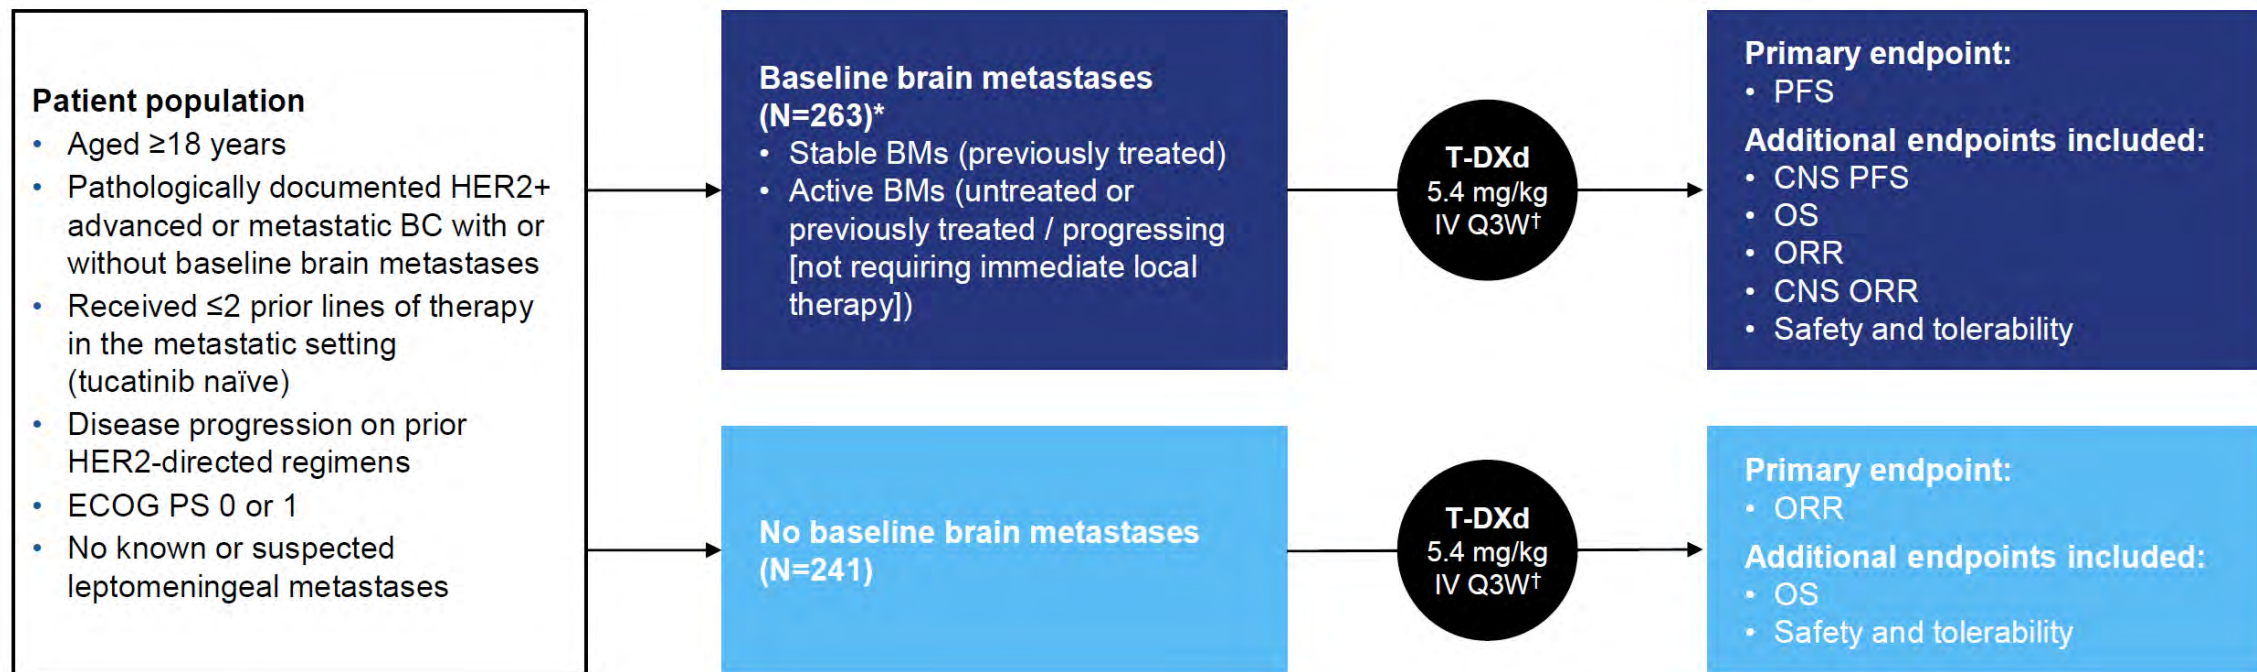 Patient population
• Aged ≥18 years
• Pathologically documented HER2+
advanced or metastatic BC with or
without baseline brain metastases
• Received ≤2 prior lines of therapy
in the metastatic setting
(tucatinib naïve)
• Disease progression on prior
HER2-directed regimens
• ECOG PS 0 or 1
• No known or suspected
leptomeningeal metastases
Baseline brain metastases
(N=263)*
• Stable BMs (previously treated)
• Active BMs (untreated or
previously treated / progressing
[not requiring immediate local
therapy])
T-DXd
5.4 mg/kg
IV Q3W†
Primary endpoint:
• PFS
Additional endpoints included:
• CNS PFS
• OS
• ORR
• CNS ORR
• Safety and tolerability
No baseline brain metastases
(N=241)
T-DXd
5.4 mg/kg
IV Q3W†
Primary endpoint:
• ORR
Additional endpoints included:
• OS
• Safety and tolerability